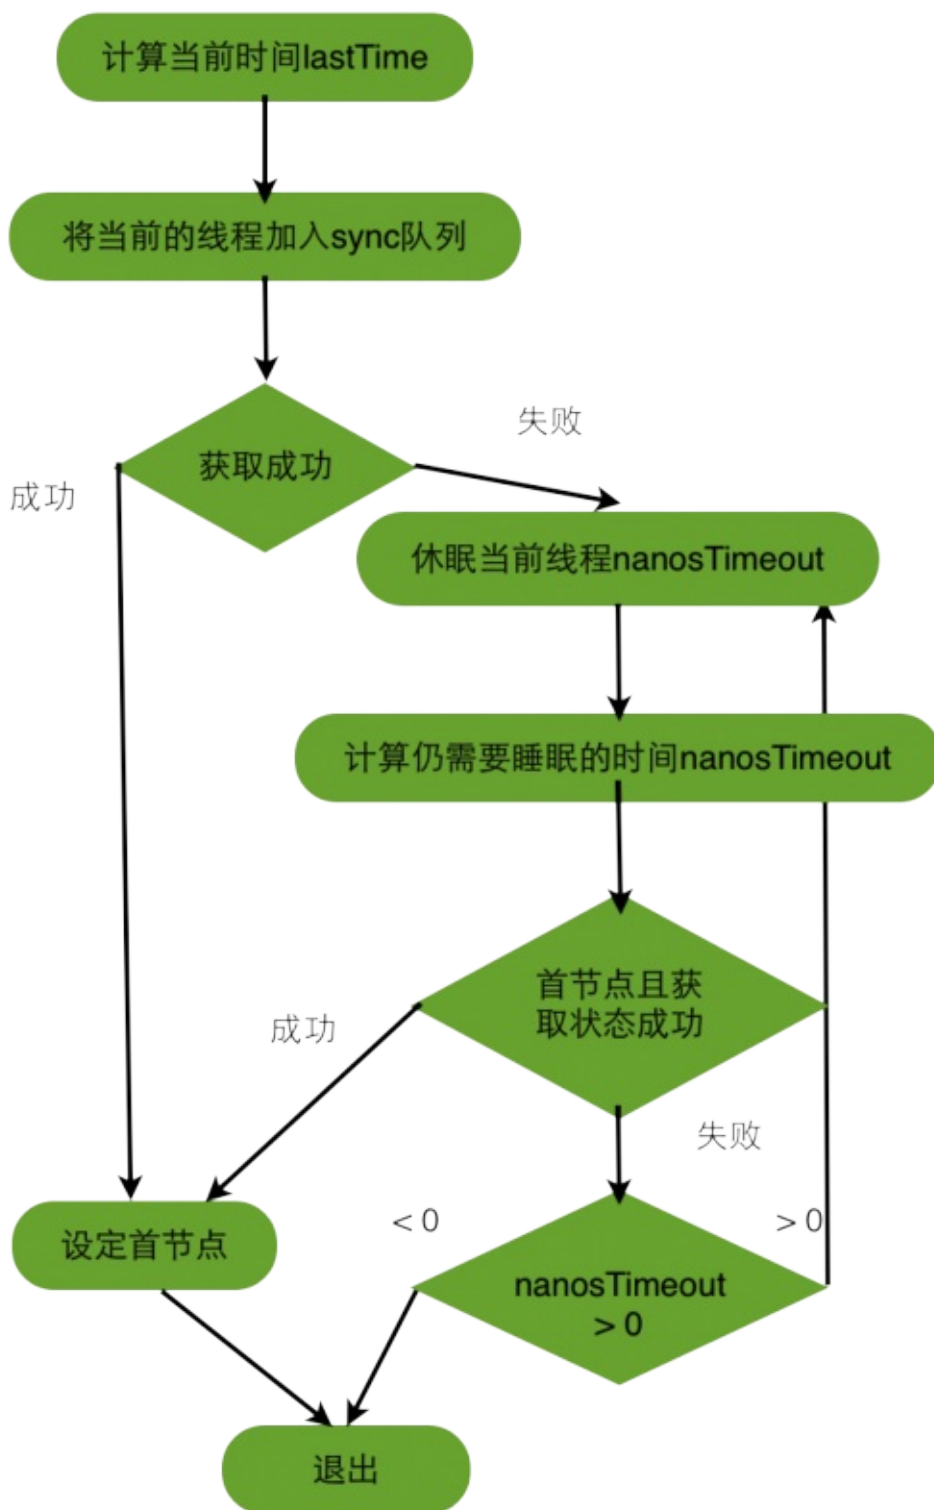 计算当前时间lastTime
将当前的线程加入sync队列
获取成功
失败
成功
休眠当前线程nanosTimeout
计算仍需要睡眠的时间nanosTimeout
首节点且获
取状态成功
成功
失败
设定首节点
< 0
> 0
nanosTimeout
> 0
退出